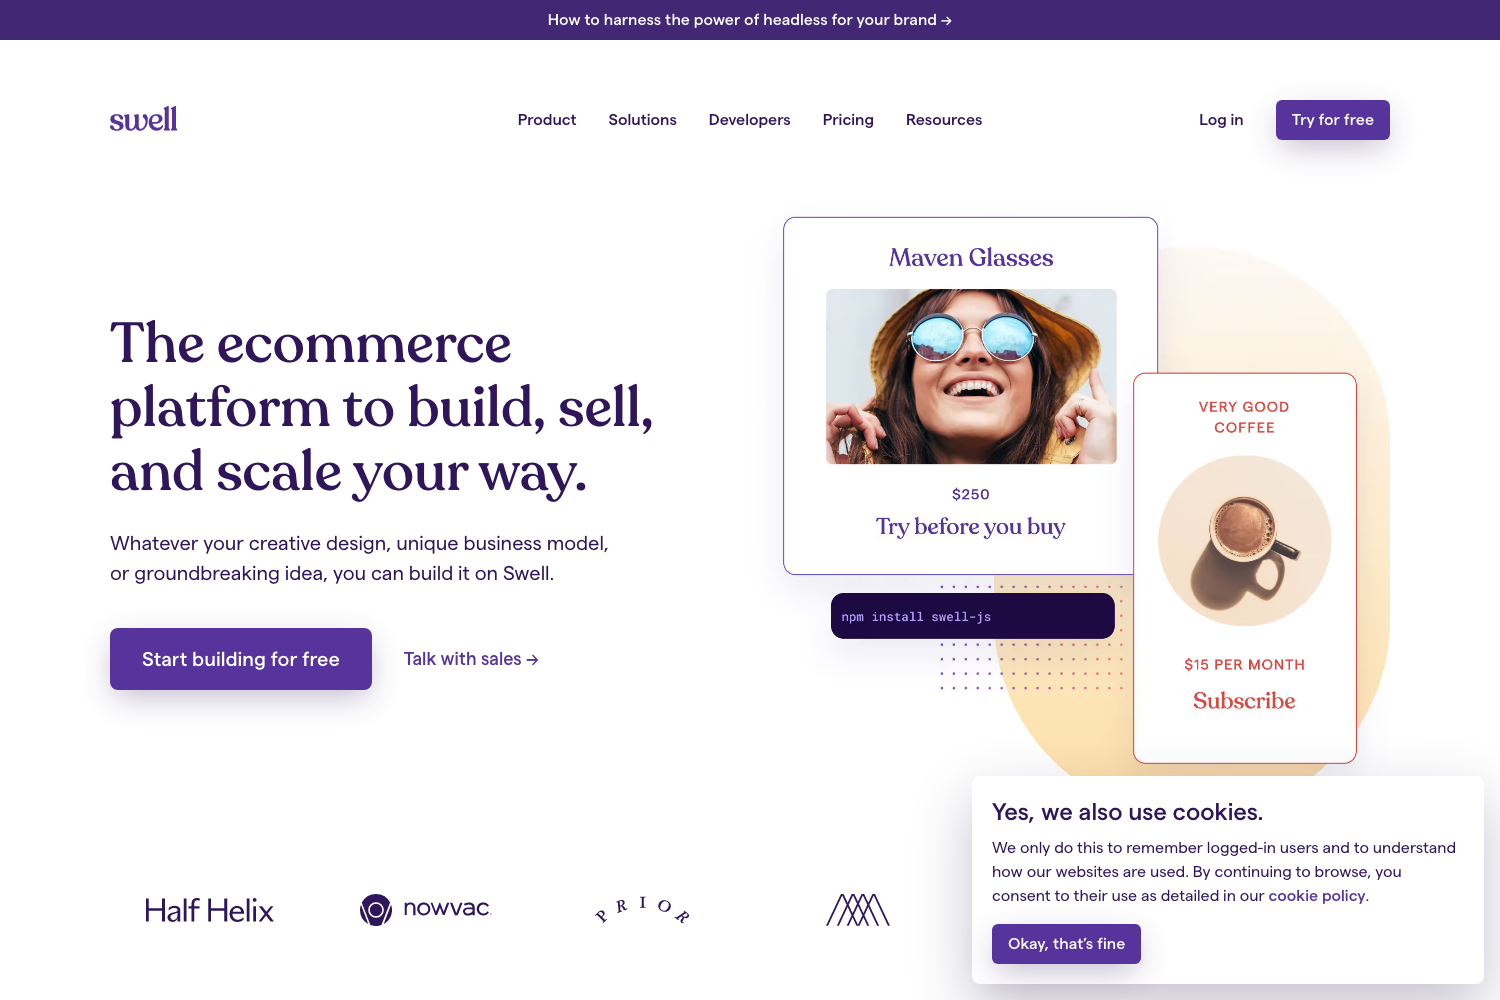 How to harness the power of headless for your brand →
swell
Product
Solutions
Developers
Pricing
Resources
Log in
Try for free
The ecommerce
platform to build, sell,
and scale your way.
Whatever your creative design, unique business model,
or groundbreaking idea, you can build it on Swell.
Start building for free
Talk with sales →
Maven Glasses
$250
Try before you buy
npm install swell-js
VERY GOOD
COFFEE
$15 PER MONTH
Subscribe
Half Helix
nowvac
PRIOR
Yes, we also use cookies.
We only do this to remember logged-in users and to understand
how our websites are used. By continuing to browse, you
consent to their use as detailed in our cookie policy.
Okay, that’s fine